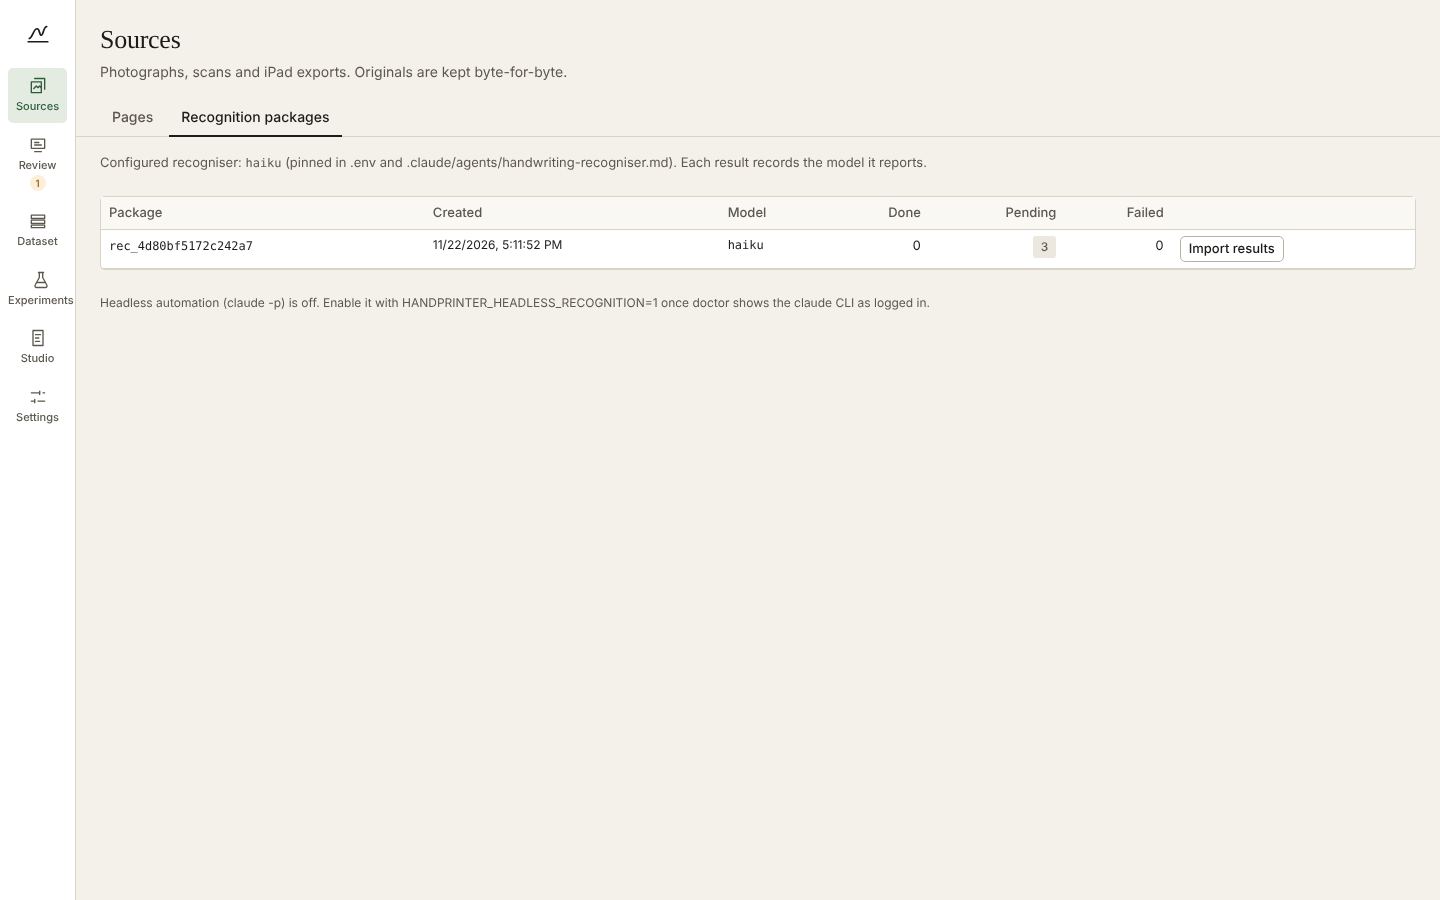 Sources
Review
1
Dataset
Experiments
Studio
Settings
Sources
Photographs, scans and iPad exports. Originals are kept byte-for-byte.
Pages Recognition packages
Configured recogniser: haiku (pinned in .env and .claude/agents/handwriting-recogniser.md). Each result records the model it reports.
Package Created Model Done Pending Failed
rec_4d80bf5172c242a7 11/22/2026, 5:11:52 PM haiku 0 3 0 Import results
Headless automation (claude -p) is off. Enable it with HANDPRINTER_HEADLESS_RECOGNITION=1 once doctor shows the claude CLI as logged in.